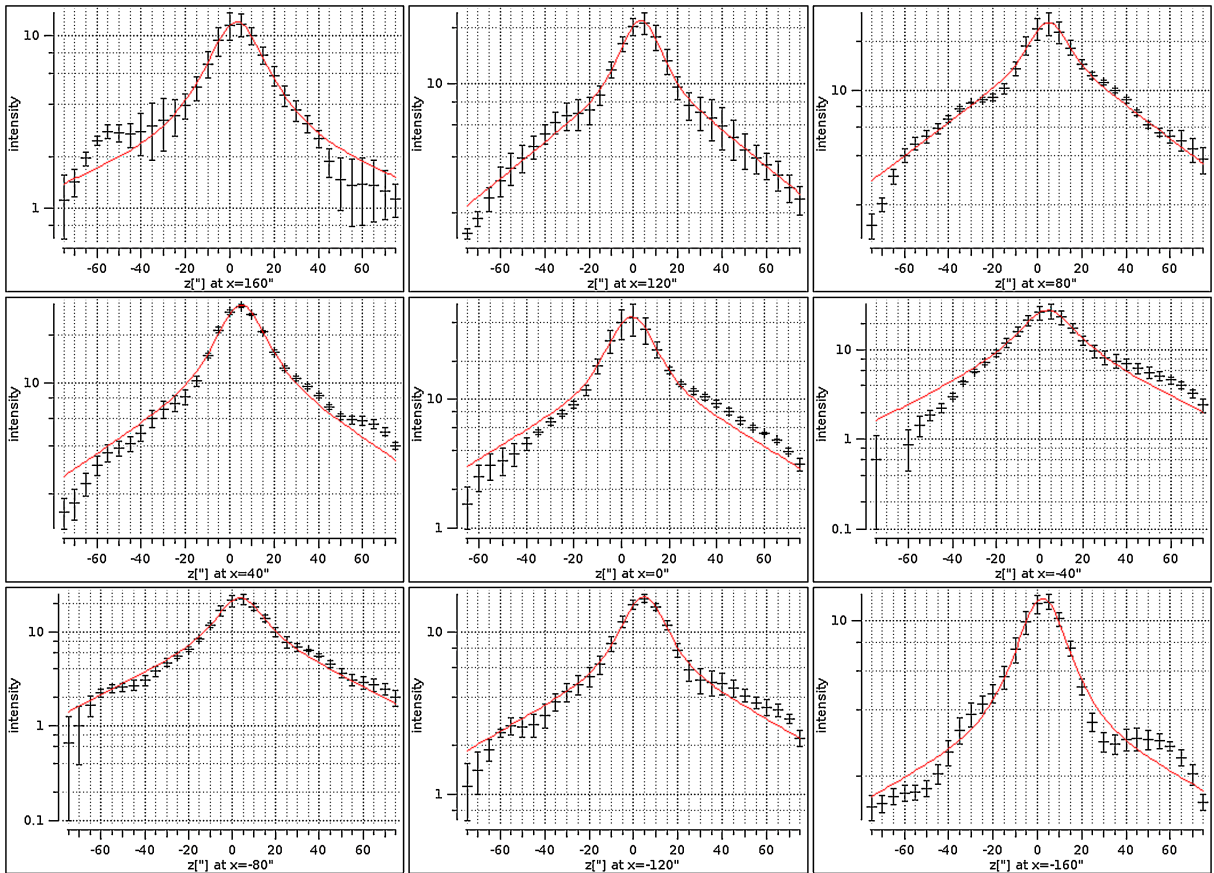 10
1
intensity
-60 -40 -20 0 20 40 60
z["] at x=160"
10
intensity
-60 -40 -20 0 20 40 60
z["] at x=120"
10
intensity
-60 -40 -20 0 20 40 60
z["] at x=80"
10
intensity
-60 -40 -20 0 20 40 60
z["] at x=40"
10
1
intensity
-60 -40 -20 0 20 40 60
z["] at x=0"
10
1
0.1
intensity
-60 -40 -20 0 20 40 60
z["] at x=-40"
10
1
0.1
intensity
-60 -40 -20 0 20 40 60
z["] at x=-80"
10
1
intensity
-60 -40 -20 0 20 40 60
z["] at x=-120"
10
intensity
-60 -40 -20 0 20 40 60
z["] at x=-160"